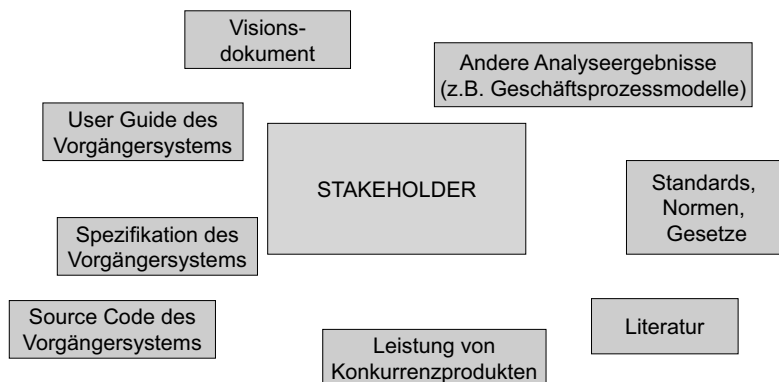 Visions-
dokument
Andere Analyseergebnisse
(z.B. Geschäftsprozessmodelle)
User Guide des
Vorgängersystems
STAKEHOLDER
Standards,
Normen,
Gesetze
Spezifikation des
Vorgängersystems
Source Code des
Vorgängersystems
Literatur
Leistung von
Konkurrenzprodukten